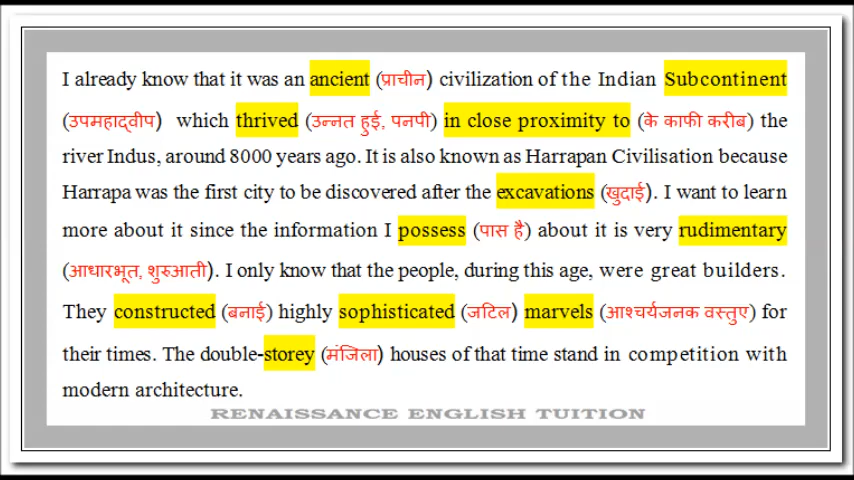 I already know that it was an ancient (प्राचीन) civilization of the Indian Subcontinent
(उपमहाद्वीप) which thrived (उन्नत हुई, पनपी) in close proximity to (के काफी करीब) the
river Indus, around 8000 years ago. It is also known as Harrapan Civilisation because
Harrapa was the first city to be discovered after the excavations (खुदाई). I want to learn
more about it since the information I possess (पास है) about it is very rudimentary
(आधारभूत, शुरुआती). I only know that the people, during this age, were great builders.
They constructed (बनाई) highly sophisticated (जटिल) marvels (आश्चर्यजनक वस्तुए) for
their times. The double-storey (मंजिला) houses of that time stand in competition with
modern architecture.
RENAISSANCE ENGLISH TUITION